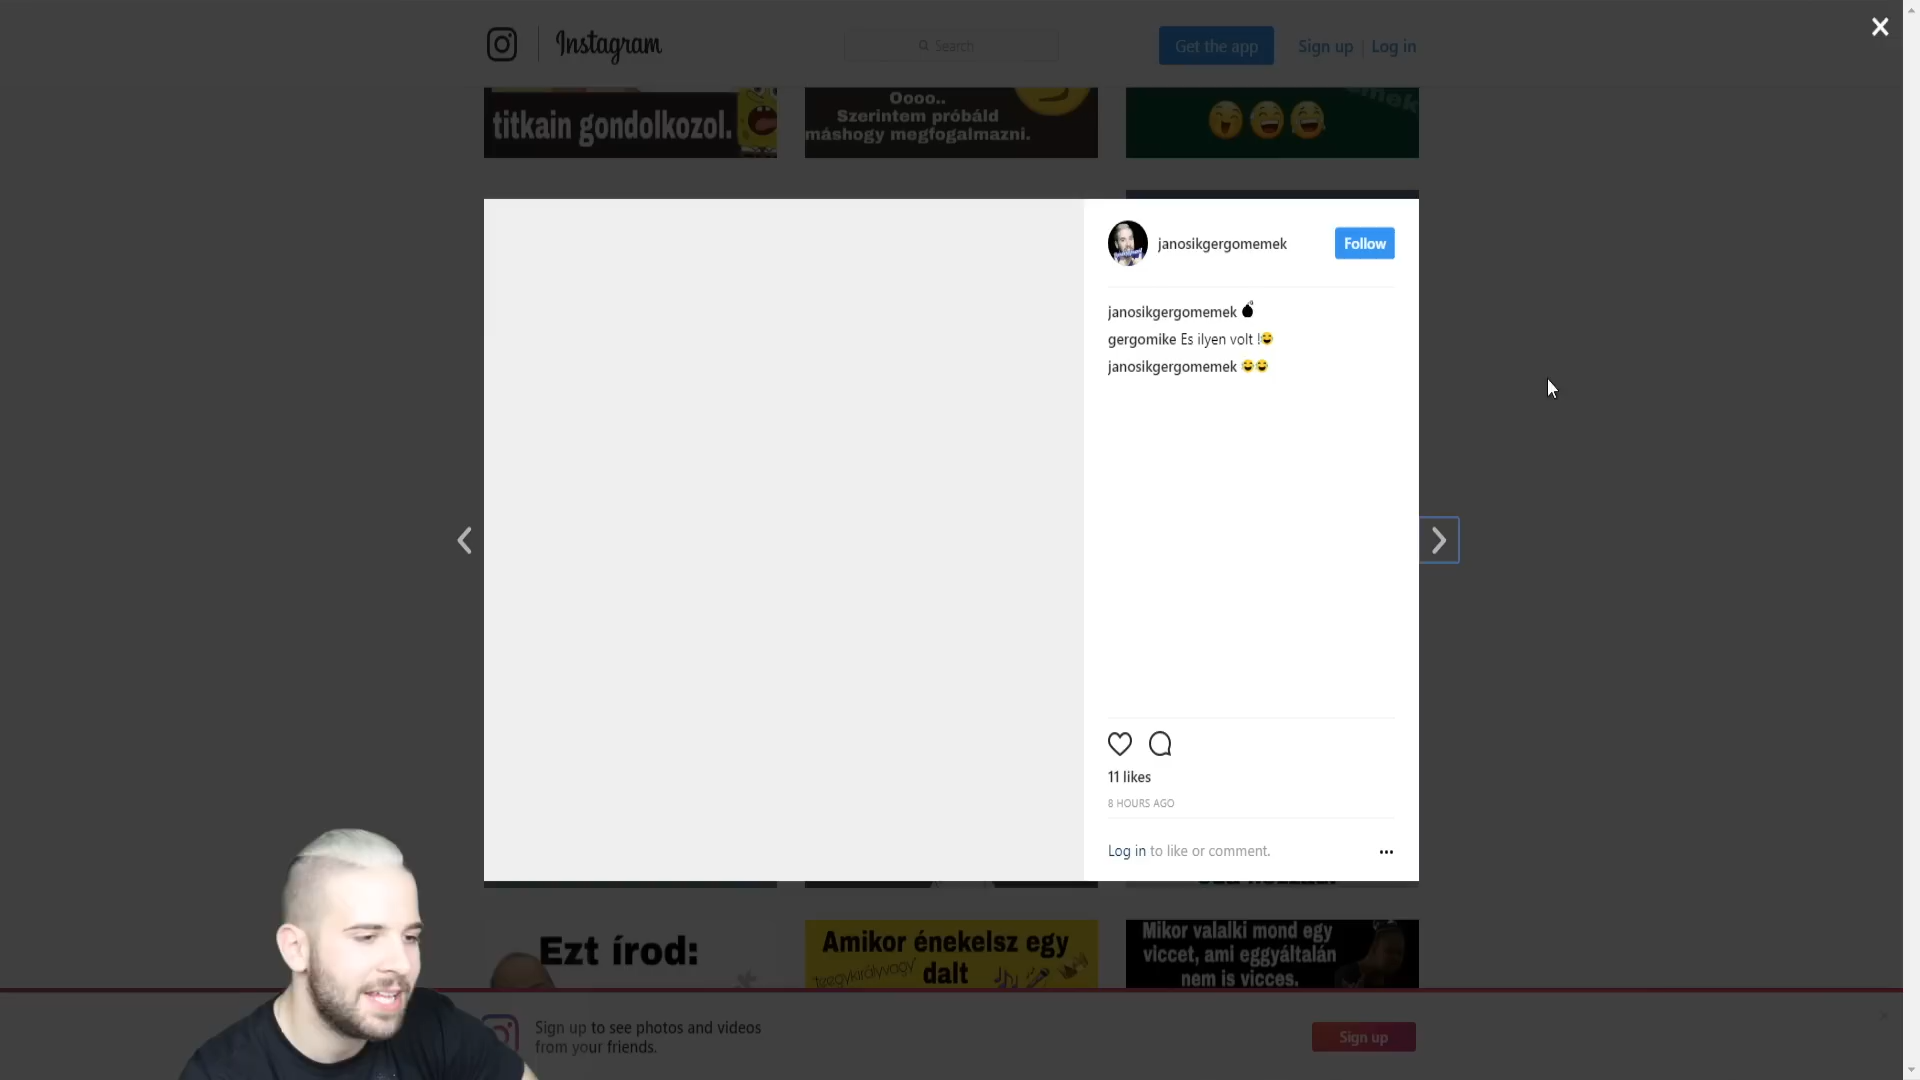 Instagram
Search
Get the app
Sign up | Log in
titkain gondolkozol.
Oooo..
Szerintem próbáld
máshogy megfogalmazni.
janosikgergomemek
Follow
janosikgergomemek 💣
gergomike Es ilyen volt !😂
janosikgergomemek 😂😂
11 likes
8 HOURS AGO
Log in to like or comment.
Ezt írod:
Amikor énekelsz egy
dalt
Mikor valalki mond egy
viccet, ami eggyáltalán
nem is vicces.
Sign up to see photos and videos
from your friends.
Sign up